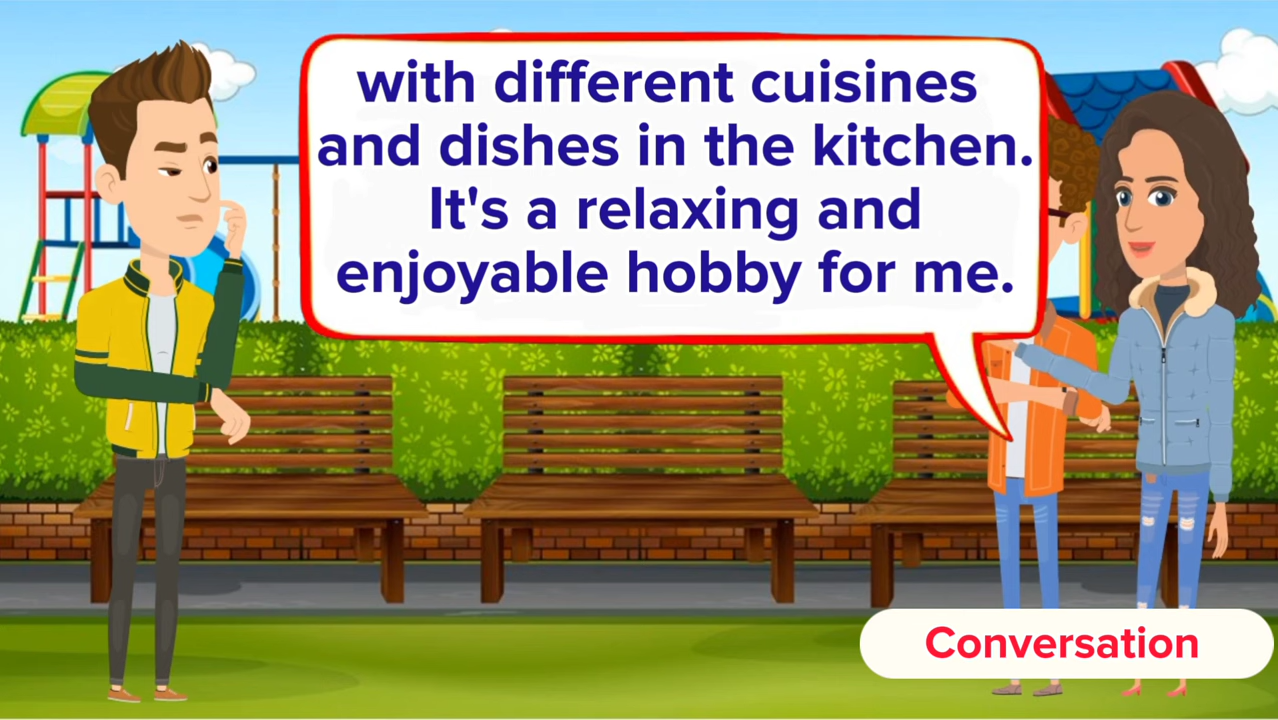 with different cuisines
and dishes in the kitchen.
It's a relaxing and
enjoyable hobby for me.
Conversation